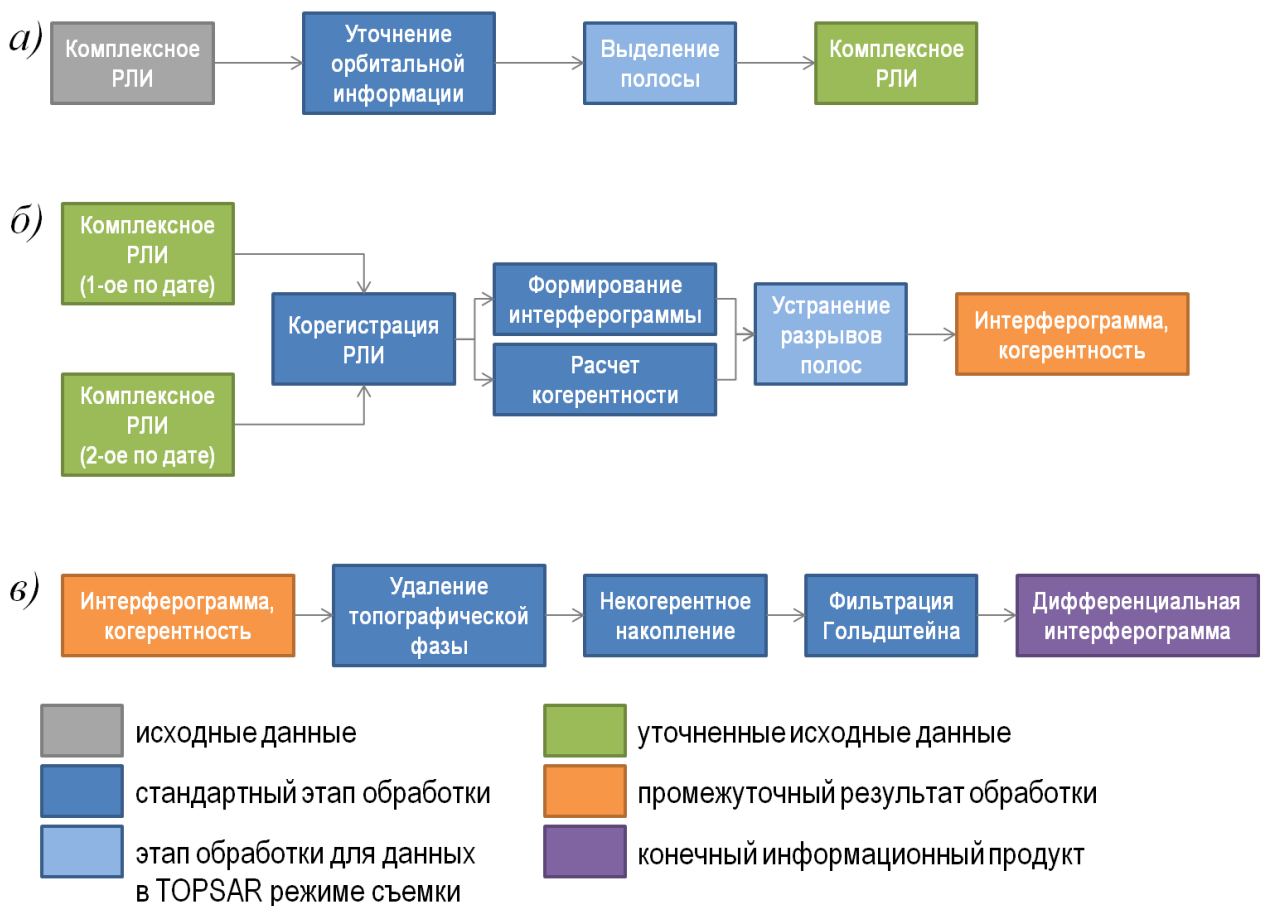 а)
Комплексное
РЛИ
Уточнение
орбитальной
информации
Выделение
полосы
Комплексное
РЛИ
б)
Комплексное
РЛИ
(1-ое по дате)
Комплексное
РЛИ
(2-ое по дате)
Корегистрация
РЛИ
Формирование
интерферограммы
Расчет
когерентности
Устранение
разрывов
полос
Интерферограмма,
когерентность
в)
Интерферограмма,
когерентность
Удаление
топографической
фазы
Некогерентное
накопление
Фильтрация
Гольдштейна
Дифференциальная
интерферограмма
исходные данные
уточненные исходные данные
стандартный этап обработки
промежуточный результат обработки
этап обработки для данных
в TOPSAR режиме съемки
конечный информационный продукт